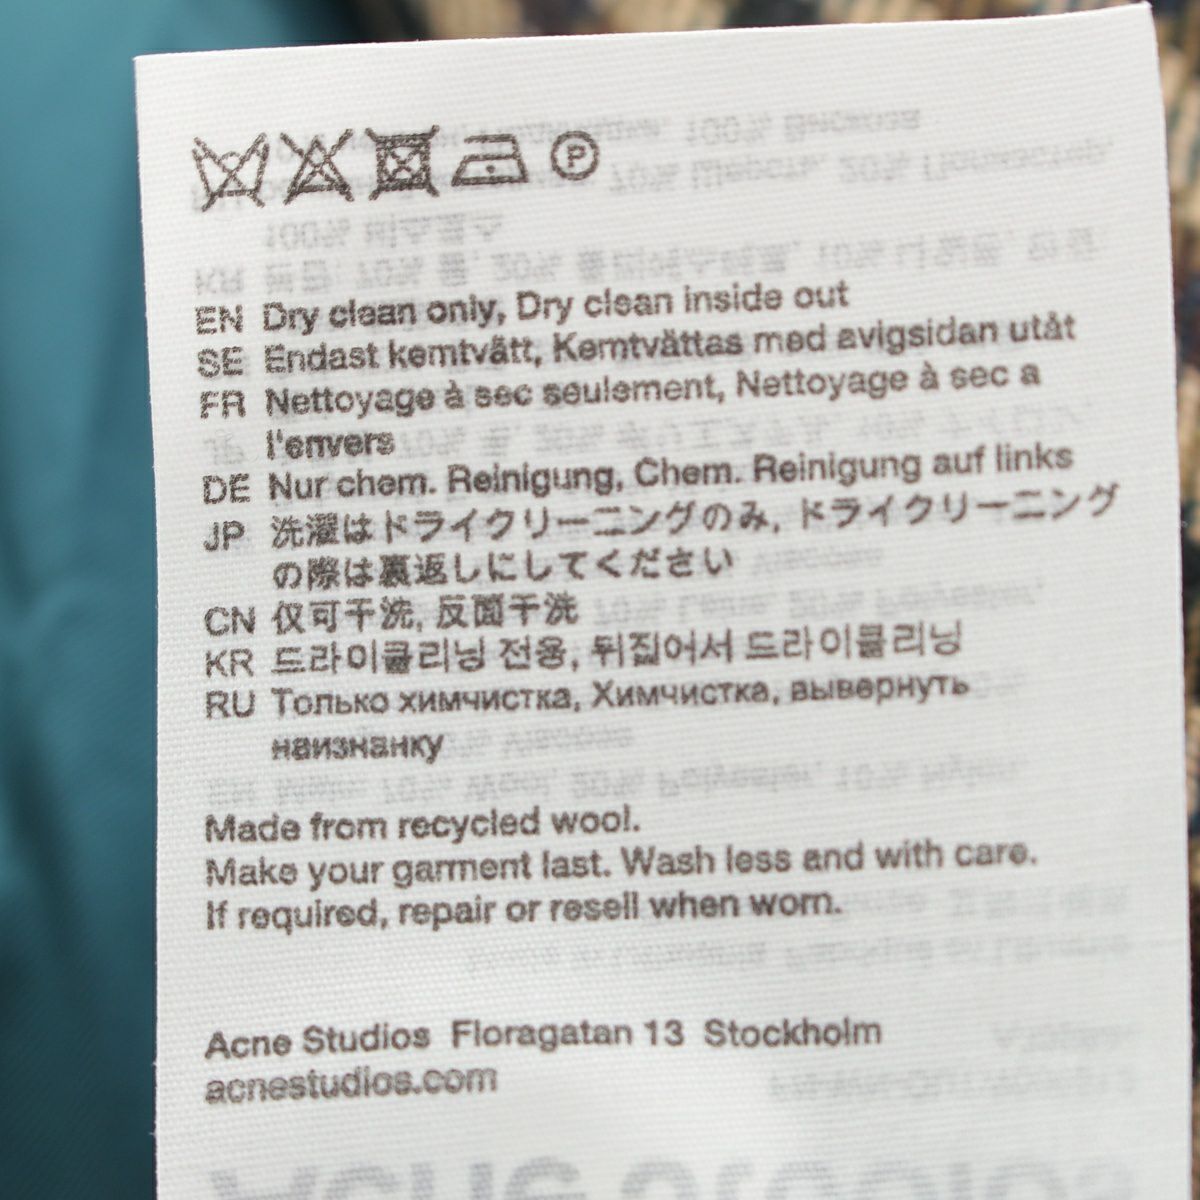 P
EN Dry clean only, Dry clean inside out
SE Endast kemtvätt, Kemtvättas med avigsidan utåt
FR Nettoyage à sec seulement, Nettoyage à sec a
l'envers
DE Nur chem. Reinigung, Chem. Reinigung auf links
JP 洗濯はドライクリーニングのみ, ドライクリーニング
の際は裏返しにしてください
CN 仅可干洗, 反面干洗
KR 드라이클리닝 전용, 뒤집어서 드라이클리닝
RU Только химчистка, Химчистка, вывернуть
наизнанку
Made from recycled wool.
Make your garment last. Wash less and with care.
If required, repair or resell when worn.
Acne Studios Floragatan 13 Stockholm
acnestudios.com